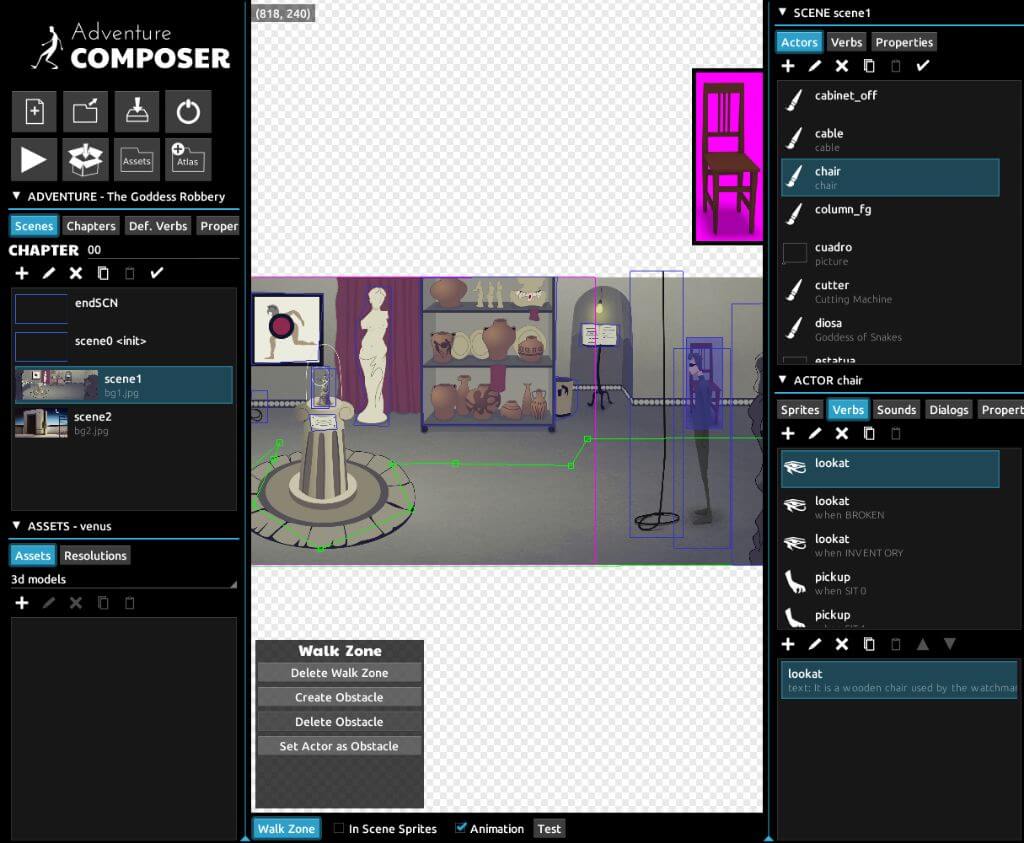 Adventure
COMPOSER
Assets
Atlas
ADVENTURE - The Goddess Robbery
Scenes
Chapters
Def. Verbs
Proper
CHAPTER 00
endSCN
scene0 <init>
scene1
bg1.jpg
scene2
bg2.jpg
ASSETS - venus
Assets
Resolutions
3d models
(818, 240)
Walk Zone
Delete Walk Zone
Create Obstacle
Delete Obstacle
Set Actor as Obstacle
Walk Zone
In Scene Sprites
Animation
Test
SCENE scene1
Actors
Verbs
Properties
cabinet_off
cable
cable
chair
chair
column_fg
cuadro
picture
cutter
Cutting Machine
diosa
Goddess of Snakes
estatua
ACTOR chair
Sprites
Verbs
Sounds
Dialogs
Propert
lookat
lookat
when BROKEN
lookat
when INVENTORY
pickup
when SIT0
pickup
lookat
text: It is a wooden chair used by the watchma